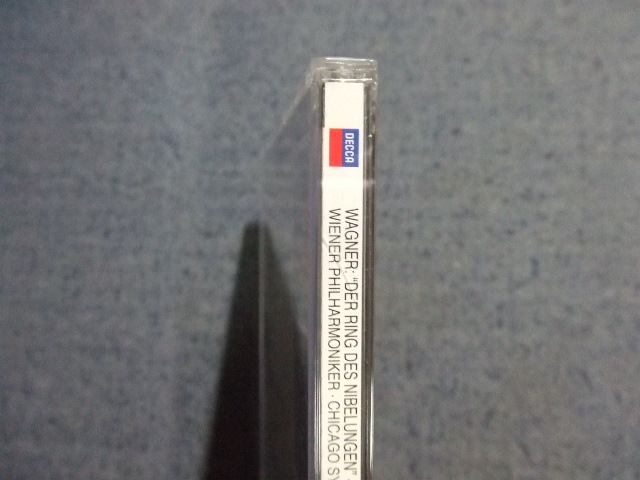 DECCA
WAGNER: "DER RING DES NIBELUNGEN" ·
WIENER PHILHARMONIKER · CHICAGO SY